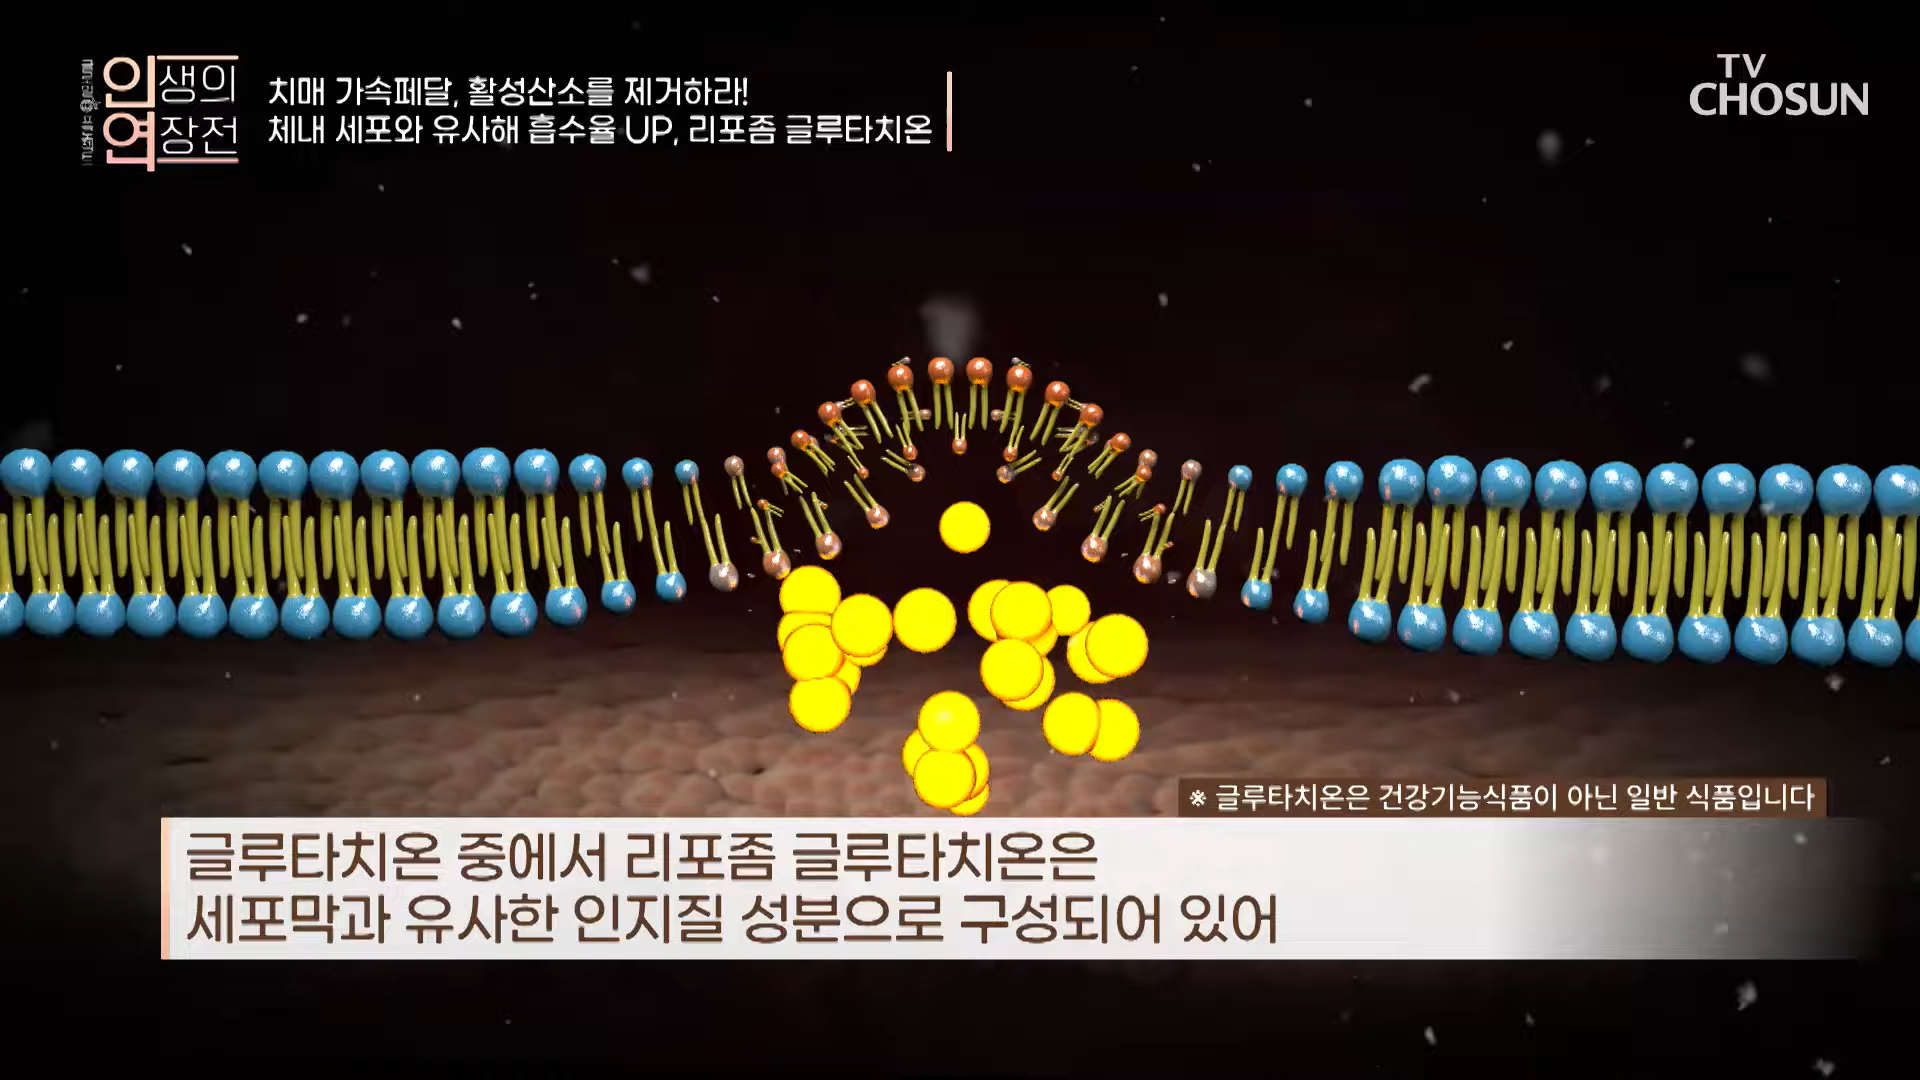 인생의
연장전
치매 가속페달, 활성산소를 제거하라!
체내 세포와 유사해 흡수율 UP, 리포좀 글루타치온
TV
CHOSUN
※ 글루타치온은 건강기능식품이 아닌 일반 식품입니다
글루타치온 중에서 리포좀 글루타치온은
세포막과 유사한 인지질 성분으로 구성되어 있어